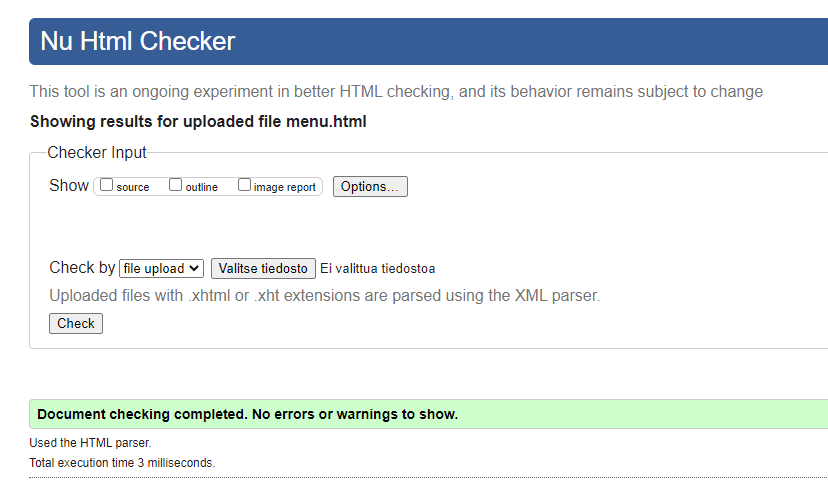 Nu Html Checker
This tool is an ongoing experiment in better HTML checking, and its behavior remains subject to change
Showing results for uploaded file menu.html
Checker Input
Show source outline image report Options...
Check by file upload Valitse tiedosto Ei valittua tiedostoa
Uploaded files with .xhtml or .xht extensions are parsed using the XML parser.
Check
Document checking completed. No errors or warnings to show.
Used the HTML parser.
Total execution time 3 milliseconds.